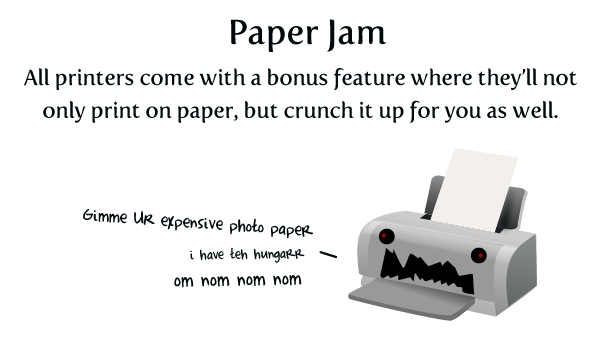 Paper Jam
All printers come with a bonus feature where they'll not
only print on paper, but crunch it up for you as well.
Gimme UR expensive photo paper
i have teh hungaRR
om nom nom nom